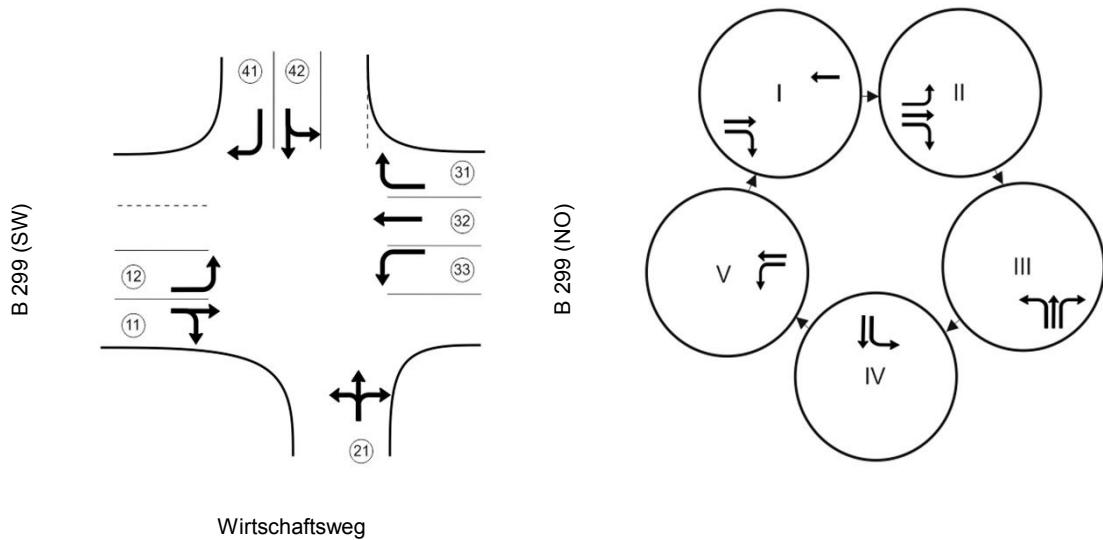 41 42
31
32
33
12
11
21
B 299 (SW)
B 299 (NO)
Wirtschaftsweg
I
II
III
IV
V